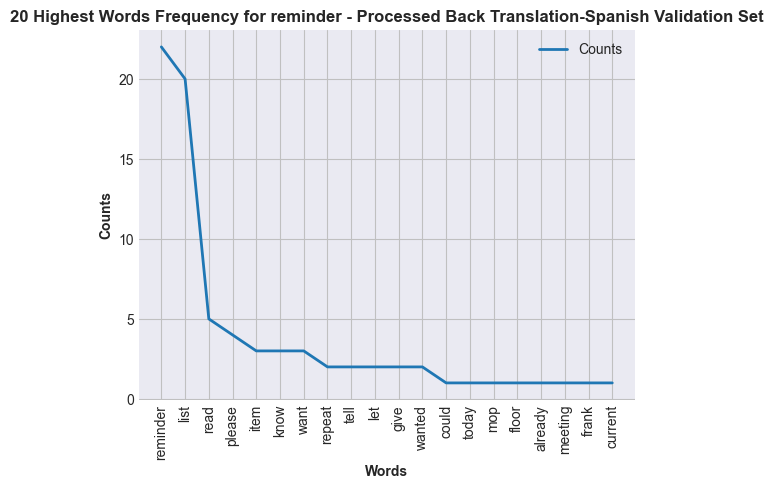 20 Highest Words Frequency for reminder - Processed Back Translation-Spanish Validation Set
Counts
20
15
10
5
0
Counts
reminder
list
read
please
item
know
want
repeat
tell
let
give
wanted
could
today
mop
floor
already
meeting
frank
current
Words